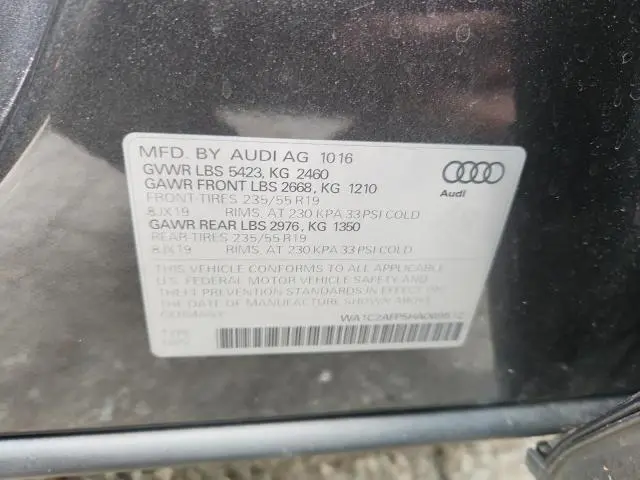 MFD. BY AUDI AG 1016
GVWR LBS 5423, KG 2460
GAWR FRONT LBS 2668, KG 1210
FRONT-TIRES 235/55 R19
8JX19 RIMS, AT 230 KPA 33 PSI COLD
GAWR REAR LBS 2976, KG 1350
REAR-TIRES 235/55 R19
8JX19 RIMS, AT 230 KPA 33 PSI COLD
THIS VEHICLE CONFORMS TO ALL APPLICABLE
U.S. FEDERAL MOTOR VEHICLE SAFETY AND
THEFT PREVENTION STANDARDS IN EFFECT ON
THE DATE OF MANUFACTURE SHOWN ABOVE
TYPE
Audi